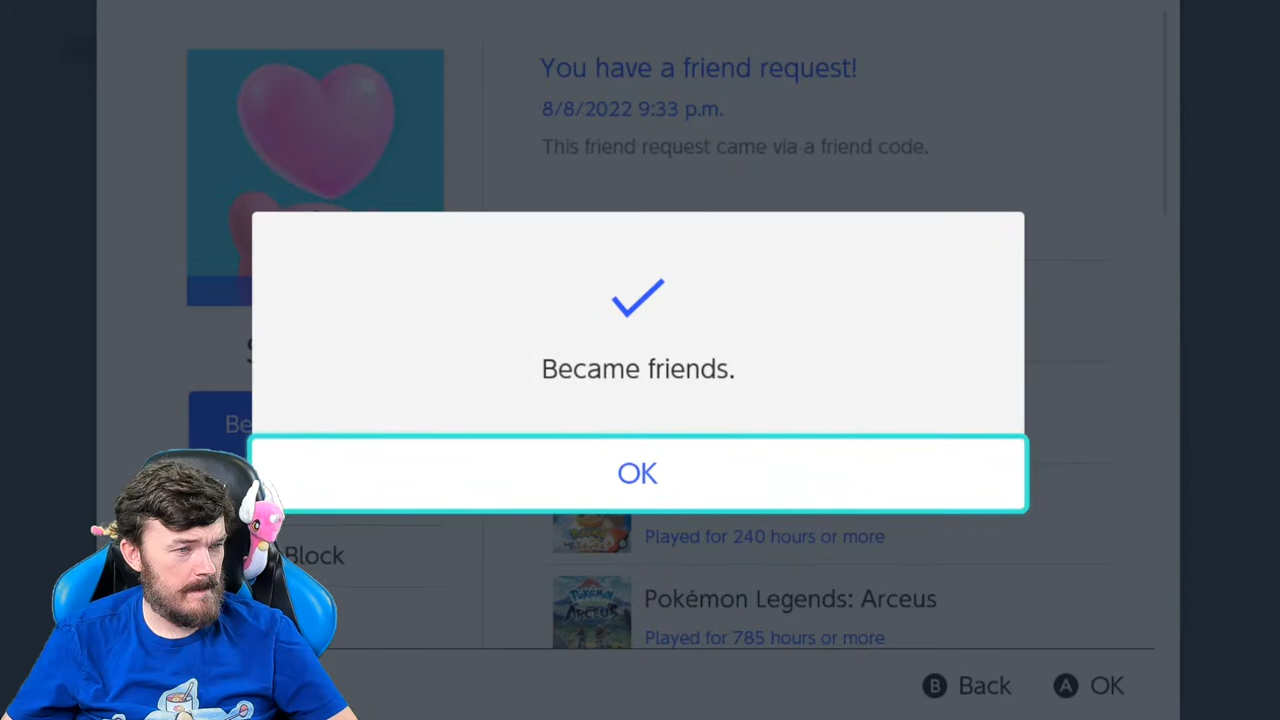 You have a friend request!
8/8/2022 9:33 p.m.
This friend request came via a friend code.
Became friends.
OK
Played for 240 hours or more
Block
Pokémon Legends: Arceus
Played for 785 hours or more
B Back A OK